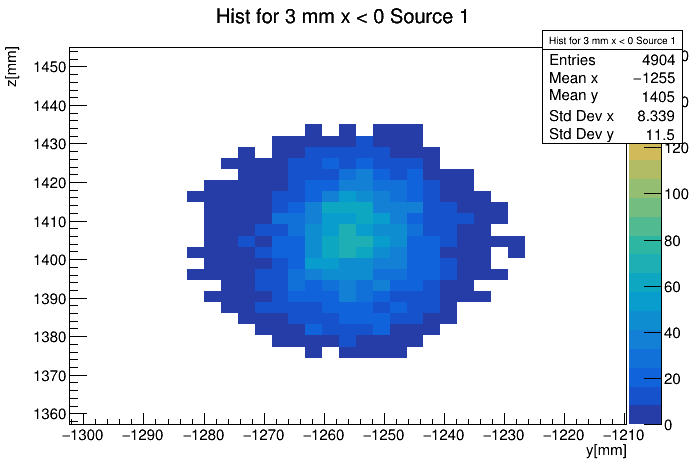 Hist for 3 mm x < 0 Source 1
z[mm]
Hist for 3 mm x < 0 Source 1
Entries 4904
Mean x −1255
Mean y 1405
Std Dev x 8.339
Std Dev y 11.5
1450
1440
1430
1420
1410
1400
1390
1380
1370
1360
120
100
80
60
40
20
0
−1300 −1290 −1280 −1270 −1260 −1250 −1240 −1230 −1220 −1210
y[mm]